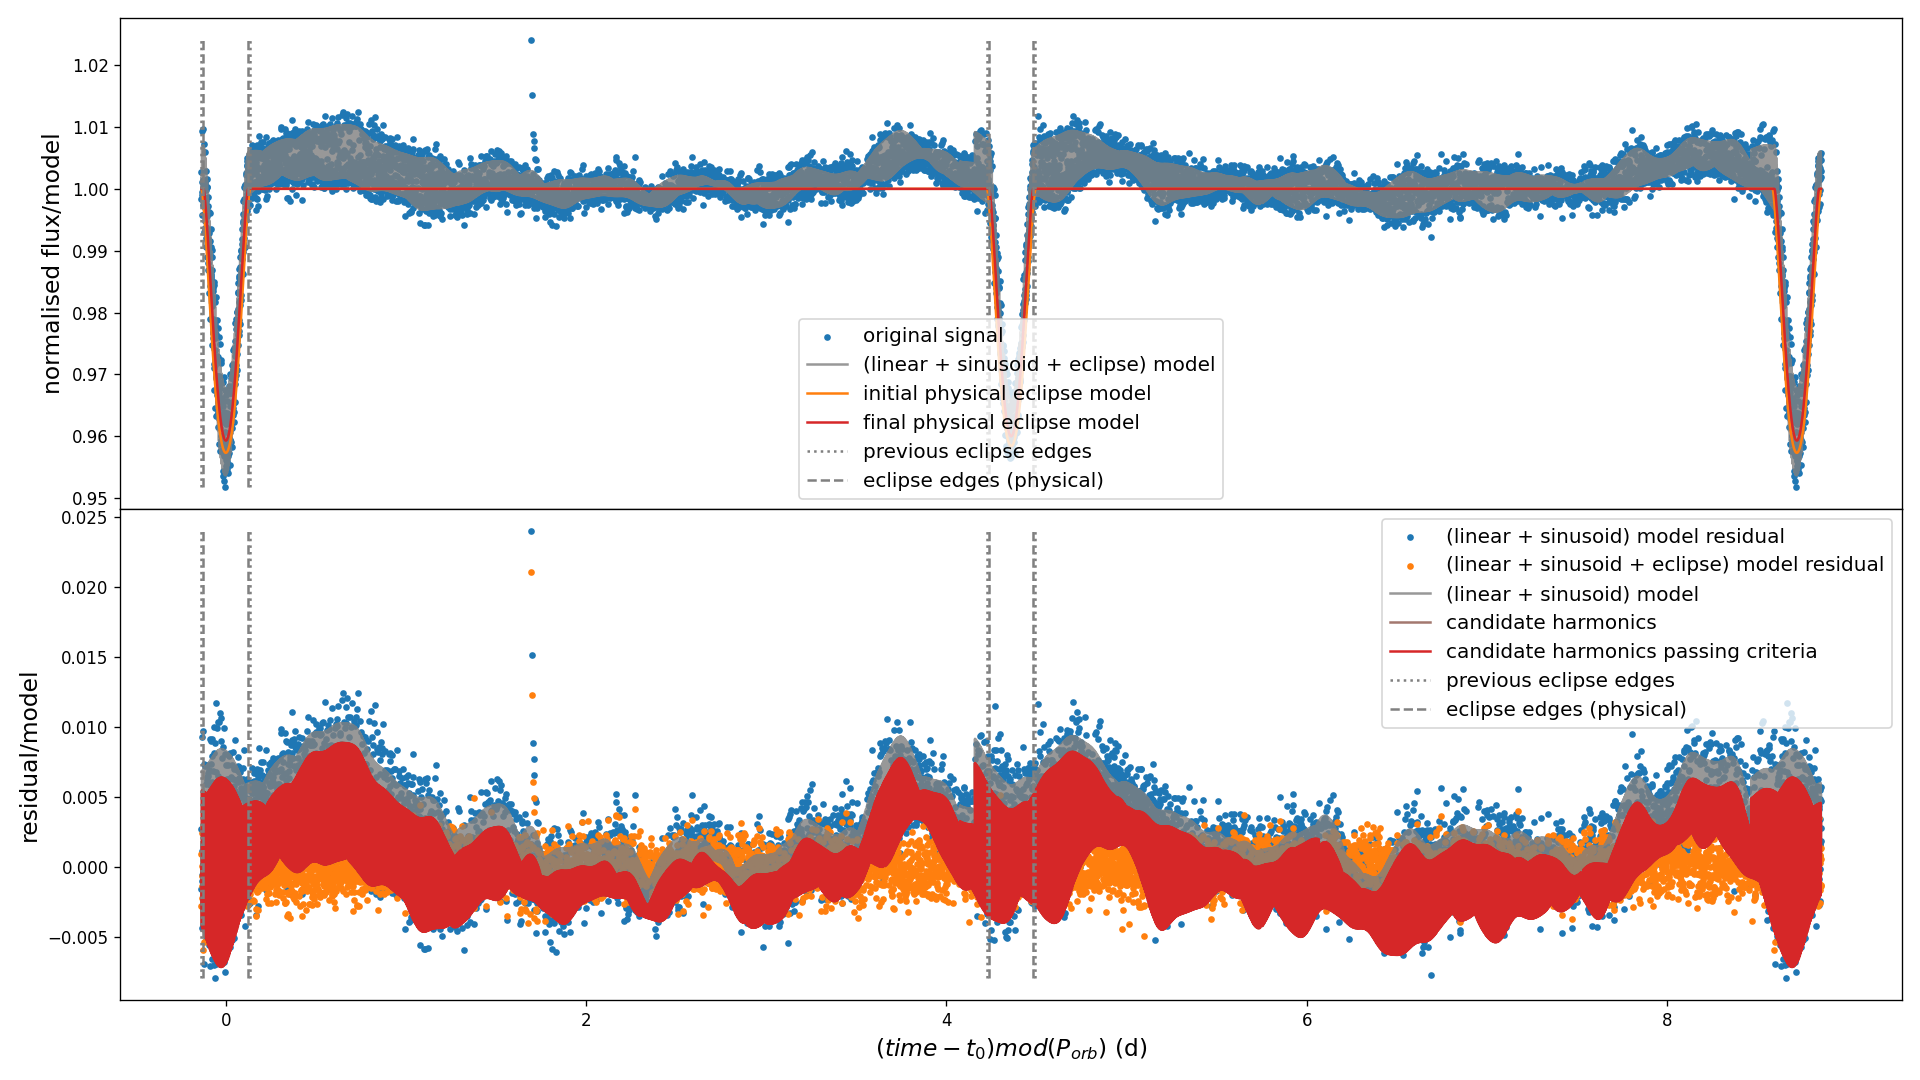 normalised flux/model
1.02
1.01
1.00
0.99
0.98
0.97
0.96
0.95
original signal
(linear + sinusoid + eclipse) model
initial physical eclipse model
final physical eclipse model
previous eclipse edges
eclipse edges (physical)
residual/model
0.025
0.020
0.015
0.010
0.005
0.000
−0.005
(linear + sinusoid) model residual
(linear + sinusoid + eclipse) model residual
(linear + sinusoid) model
candidate harmonics
candidate harmonics passing criteria
previous eclipse edges
eclipse edges (physical)
0 2 4 6 8
(time − t₀)mod(P_orb) (d)